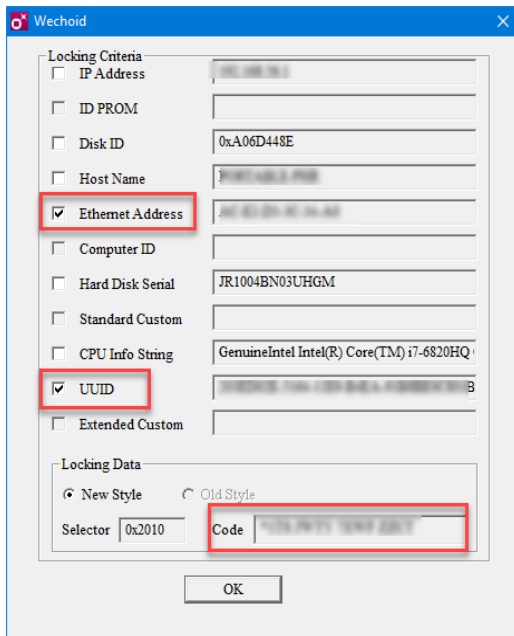 Wechoid
Locking Criteria
IP Address
ID PROM
Disk ID 0xA06D448E
Host Name
Ethernet Address
Computer ID
Hard Disk Serial JR1004BN03UHGM
Standard Custom
CPU Info String GenuineIntel Intel(R) Core(TM) i7-6820HQ
UUID
Extended Custom
Locking Data
New Style Old Style
Selector 0x2010 Code
OK